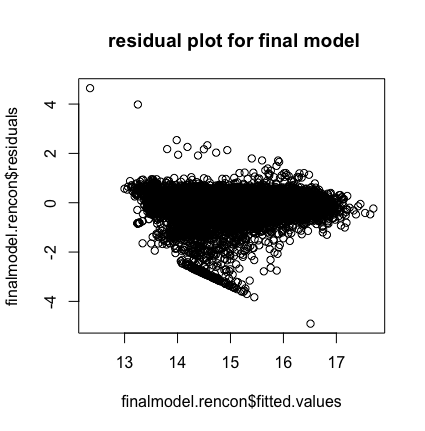 residual plot for final model
finalmodel.rencon$residuals
4
2
0
-2
-4
13 14 15 16 17
finalmodel.rencon$fitted.values